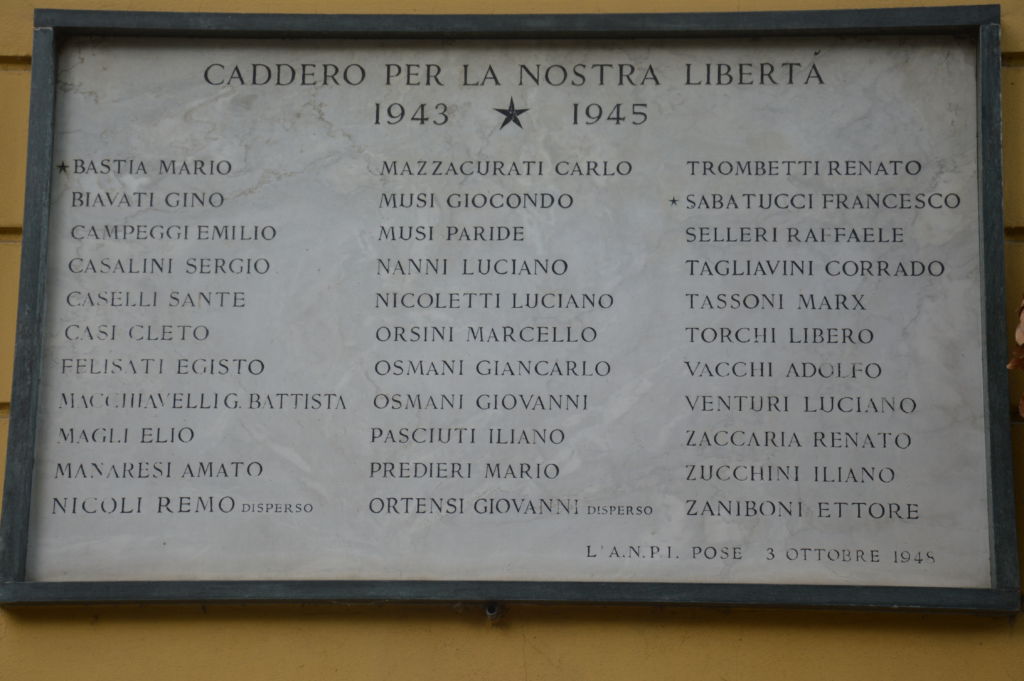 CADDERO PER LA NOSTRA LIBERTÁ
1943 ★ 1945
★BASTIA MARIO
BIAVATI GINO
CAMPEGGI EMILIO
CASALINI SERGIO
CASELLI SANTE
CASI CLETO
FELISATI EGISTO
MACCHIAVELLI G. BATTISTA
MAGLI ELIO
MANARESI AMATO
NICOLI REMO DISPERSO
MAZZACURATI CARLO
MUSI GIOCONDO
MUSI PARIDE
NANNI LUCIANO
NICOLETTI LUCIANO
ORSINI MARCELLO
OSMANI GIANCARLO
OSMANI GIOVANNI
PASCIUTI ILIANO
PREDIERI MARIO
ORTENSI GIOVANNI DISPERSO
TROMBETTI RENATO
★SABATUCCI FRANCESCO
SELLERI RAFFAELE
TAGLIAVINI CORRADO
TASSONI MARX
TORCHI LIBERO
VACCHI ADOLFO
VENTURI LUCIANO
ZACCARIA RENATO
ZUCCHINI ILIANO
ZANIBONI ETTORE
L'A.N.P.I. POSE 3 OTTOBRE 1948